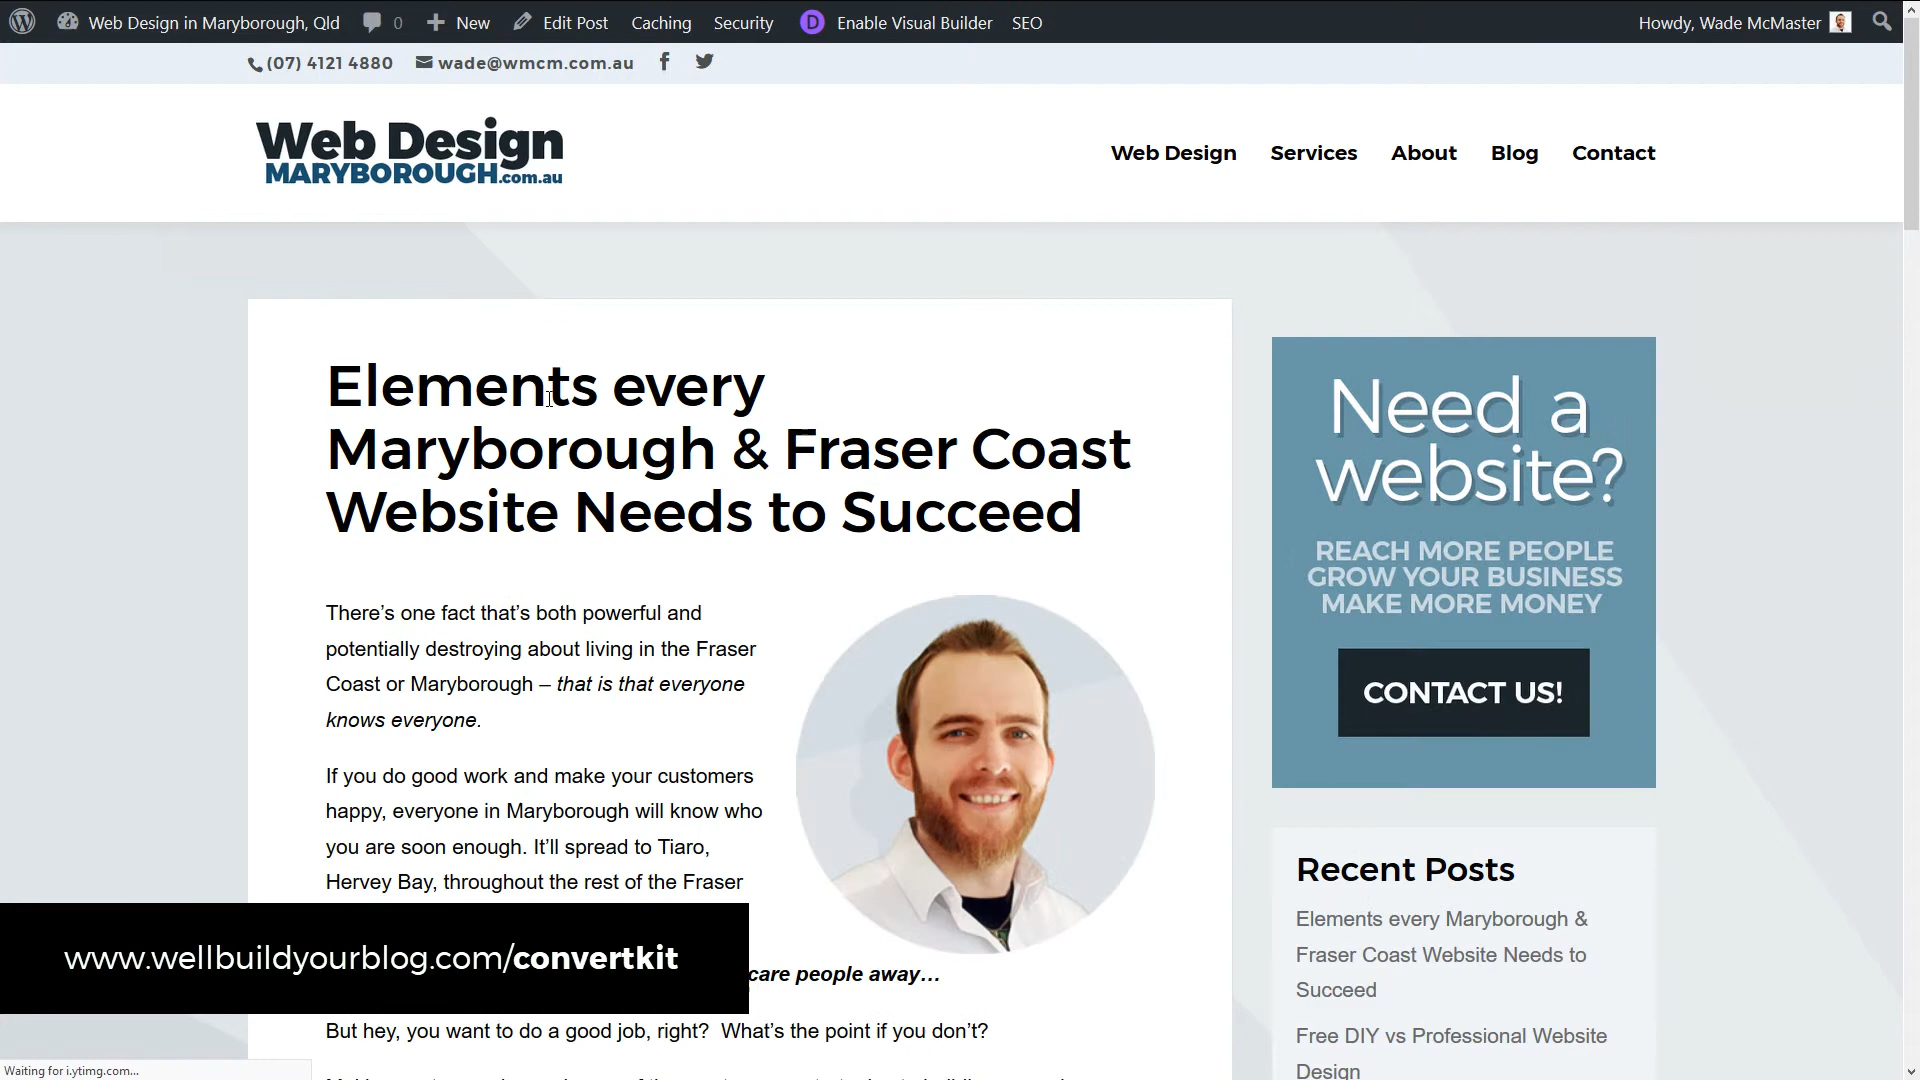 Web Design in Maryborough, Qld 0 New Edit Post Caching Security D Enable Visual Builder SEO Howdy, Wade McMaster
(07) 4121 4880 wade@wmcm.com.au
Web Design
MARYBOROUGH.com.au
Web Design Services About Blog Contact
Elements every
Maryborough & Fraser Coast
Website Needs to Succeed
There’s one fact that’s both powerful and
potentially destroying about living in the Fraser
Coast or Maryborough – that is that everyone
knows everyone.
If you do good work and make your customers
happy, everyone in Maryborough will know who
you are soon enough. It’ll spread to Tiaro,
Hervey Bay, throughout the rest of the Fraser
care people away…
But hey, you want to do a good job, right? What’s the point if you don’t?
Need a
website?
REACH MORE PEOPLE
GROW YOUR BUSINESS
MAKE MORE MONEY
CONTACT US!
Recent Posts
Elements every Maryborough &
Fraser Coast Website Needs to
Succeed
Free DIY vs Professional Website
Design
www.wellbuildyourblog.com/convertkit
Waiting for i.ytimg.com...